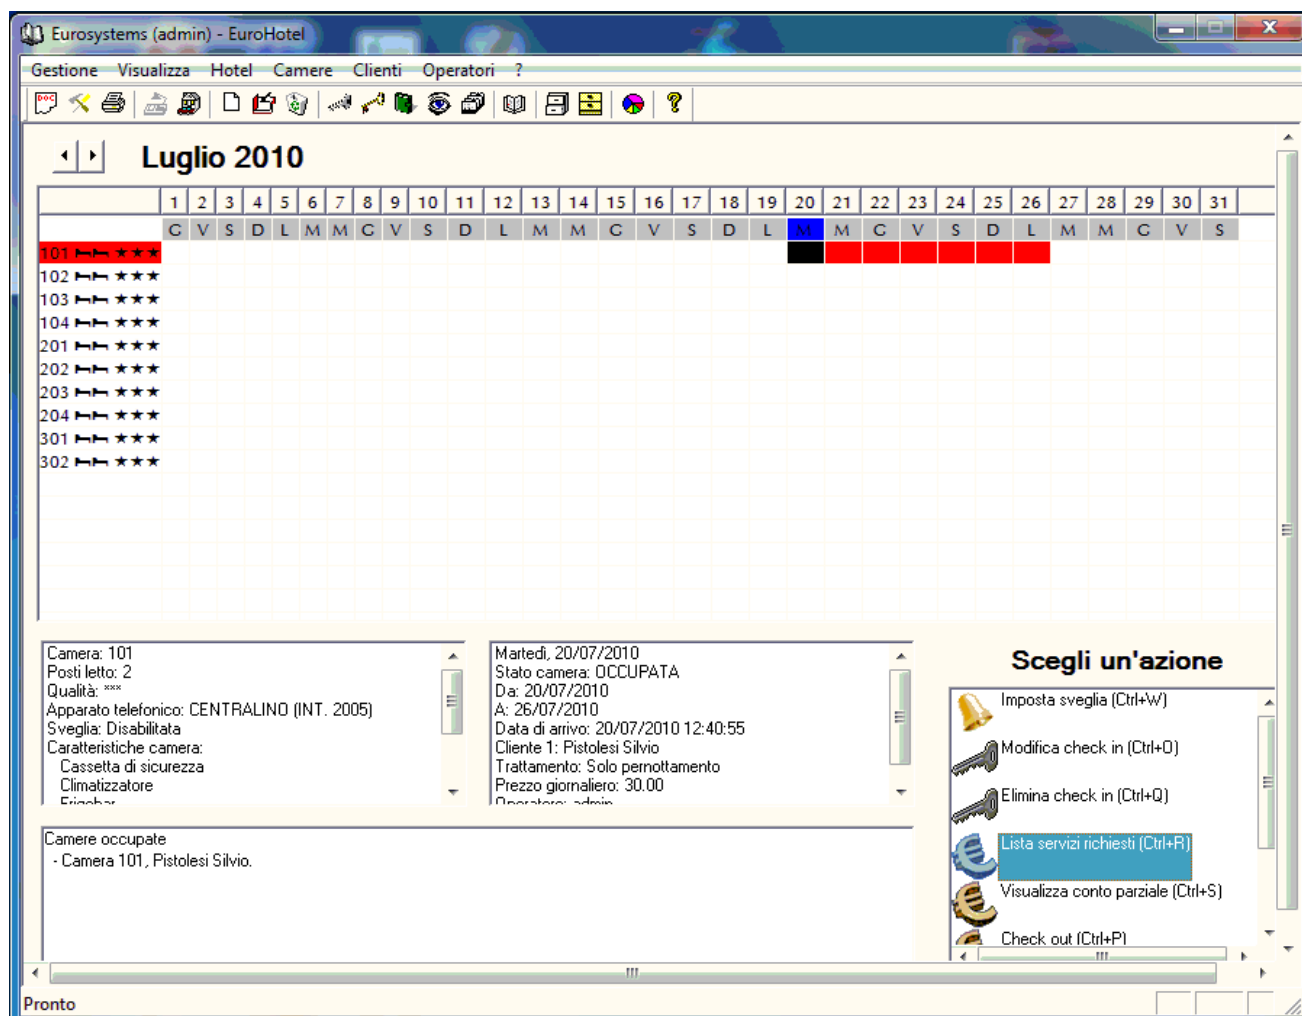 Eurosystems (admin) - EuroHotel
Gestione Visualizza Hotel Camere Clienti Operatori ?
Luglio 2010
1 2 3 4 5 6 7 8 9 10 11 12 13 14 15 16 17 18 19 20 21 22 23 24 25 26 27 28 29 30 31
G V S D L M M G V S D L M M G V S D L M M G V S D L M M G V S
101 ★★★
102 ★★★
103 ★★★
104 ★★★
201 ★★★
202 ★★★
203 ★★★
204 ★★★
301 ★★★
302 ★★★
Camera: 101
Posti letto: 2
Qualità: ***
Apparato telefonico: CENTRALINO (INT. 2005)
Sveglia: Disabilitata
Caratteristiche camera:
Cassetta di sicurezza
Climatizzatore
Frigobar
Martedì, 20/07/2010
Stato camera: OCCUPATA
Da: 20/07/2010
A: 26/07/2010
Data di arrivo: 20/07/2010 12:40:55
Cliente 1: Pistolesi Silvio
Trattamento: Solo pernottamento
Prezzo giornaliero: 30.00
Operatore: admin
Scegli un'azione
Imposta sveglia (Ctrl+W)
Modifica check in (Ctrl+O)
Elimina check in (Ctrl+Q)
Lista servizi richiesti (Ctrl+R)
Visualizza conto parziale (Ctrl+S)
Check out (Ctrl+P)
Camere occupate
- Camera 101, Pistolesi Silvio.
Pronto